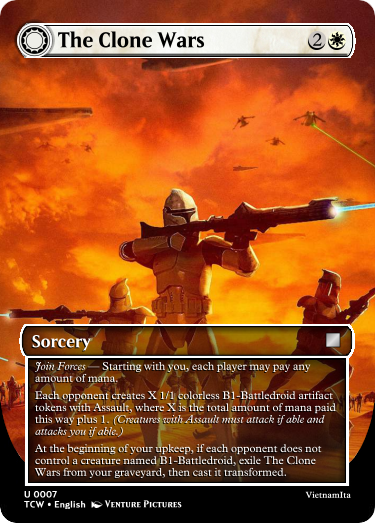 The Clone Wars 2
Sorcery
Join Forces — Starting with you, each player may pay any
amount of mana.
Each opponent creates X 1/1 colorless B1-Battledroid artifact
tokens with Assault, where X is the total amount of mana paid
this way plus 1. (Creatures with Assault must attack if able and
attacks you if able.)
At the beginning of your upkeep, if each opponent does not
control a creature named B1-Battledroid, exile The Clone
Wars from your graveyard, then cast it transformed.
U 0007 VietnamIta
TCW • English VENTURE PICTURES